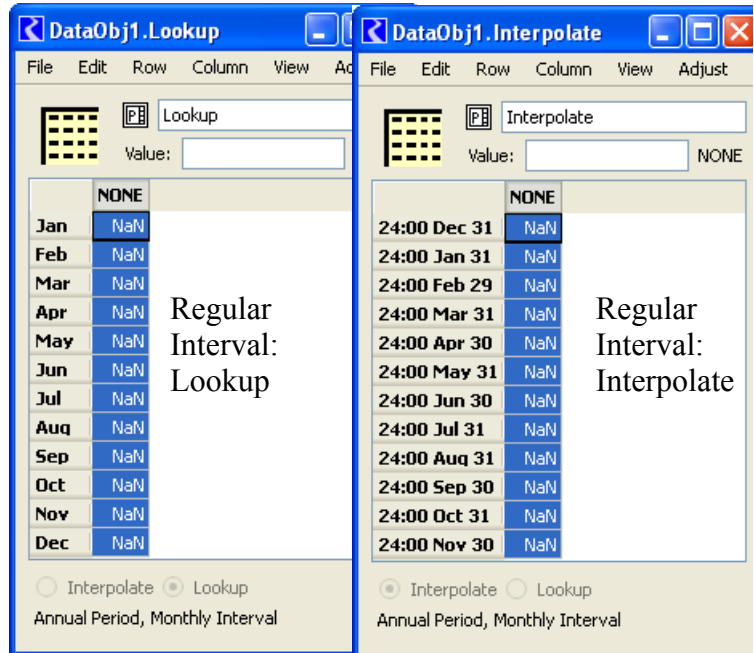 DataObj1.Lookup
File Edit Row Column View
Lookup
Value:
NONE
Jan NaN
Feb NaN
Mar NaN
Apr NaN
May NaN
Jun NaN
Jul NaN
Aug NaN
Sep NaN
Oct NaN
Nov NaN
Dec NaN
Regular
Interval:
Lookup
Interpolate Lookup
Annual Period, Monthly Interval
DataObj1.Interpolate
File Edit Row Column View Adjust
Interpolate
Value: NONE
NONE
24:00 Dec 31 NaN
24:00 Jan 31 NaN
24:00 Feb 29 NaN
24:00 Mar 31 NaN
24:00 Apr 30 NaN
24:00 May 31 NaN
24:00 Jun 30 NaN
24:00 Jul 31 NaN
24:00 Aug 31 NaN
24:00 Sep 30 NaN
24:00 Oct 31 NaN
24:00 Nov 30 NaN
Regular
Interval:
Interpolate
Interpolate Lookup
Annual Period, Monthly Interval